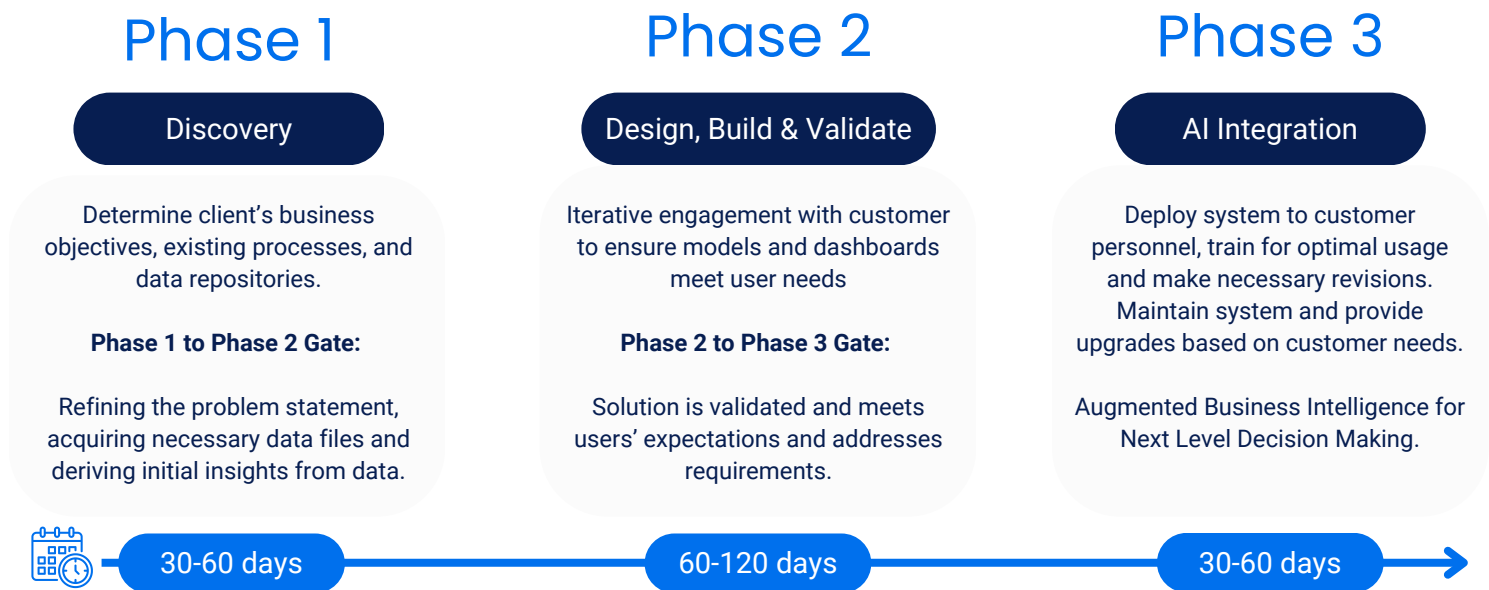 Phase 1
Discovery
Determine client’s business
objectives, existing processes, and
data repositories.
Phase 1 to Phase 2 Gate:
Refining the problem statement,
acquiring necessary data files and
deriving initial insights from data.
30-60 days
Phase 2
Design, Build & Validate
Iterative engagement with customer
to ensure models and dashboards
meet user needs
Phase 2 to Phase 3 Gate:
Solution is validated and meets
users’ expectations and addresses
requirements.
60-120 days
Phase 3
AI Integration
Deploy system to customer
personnel, train for optimal usage
and make necessary revisions.
Maintain system and provide
upgrades based on customer needs.
Augmented Business Intelligence for
Next Level Decision Making.
30-60 days